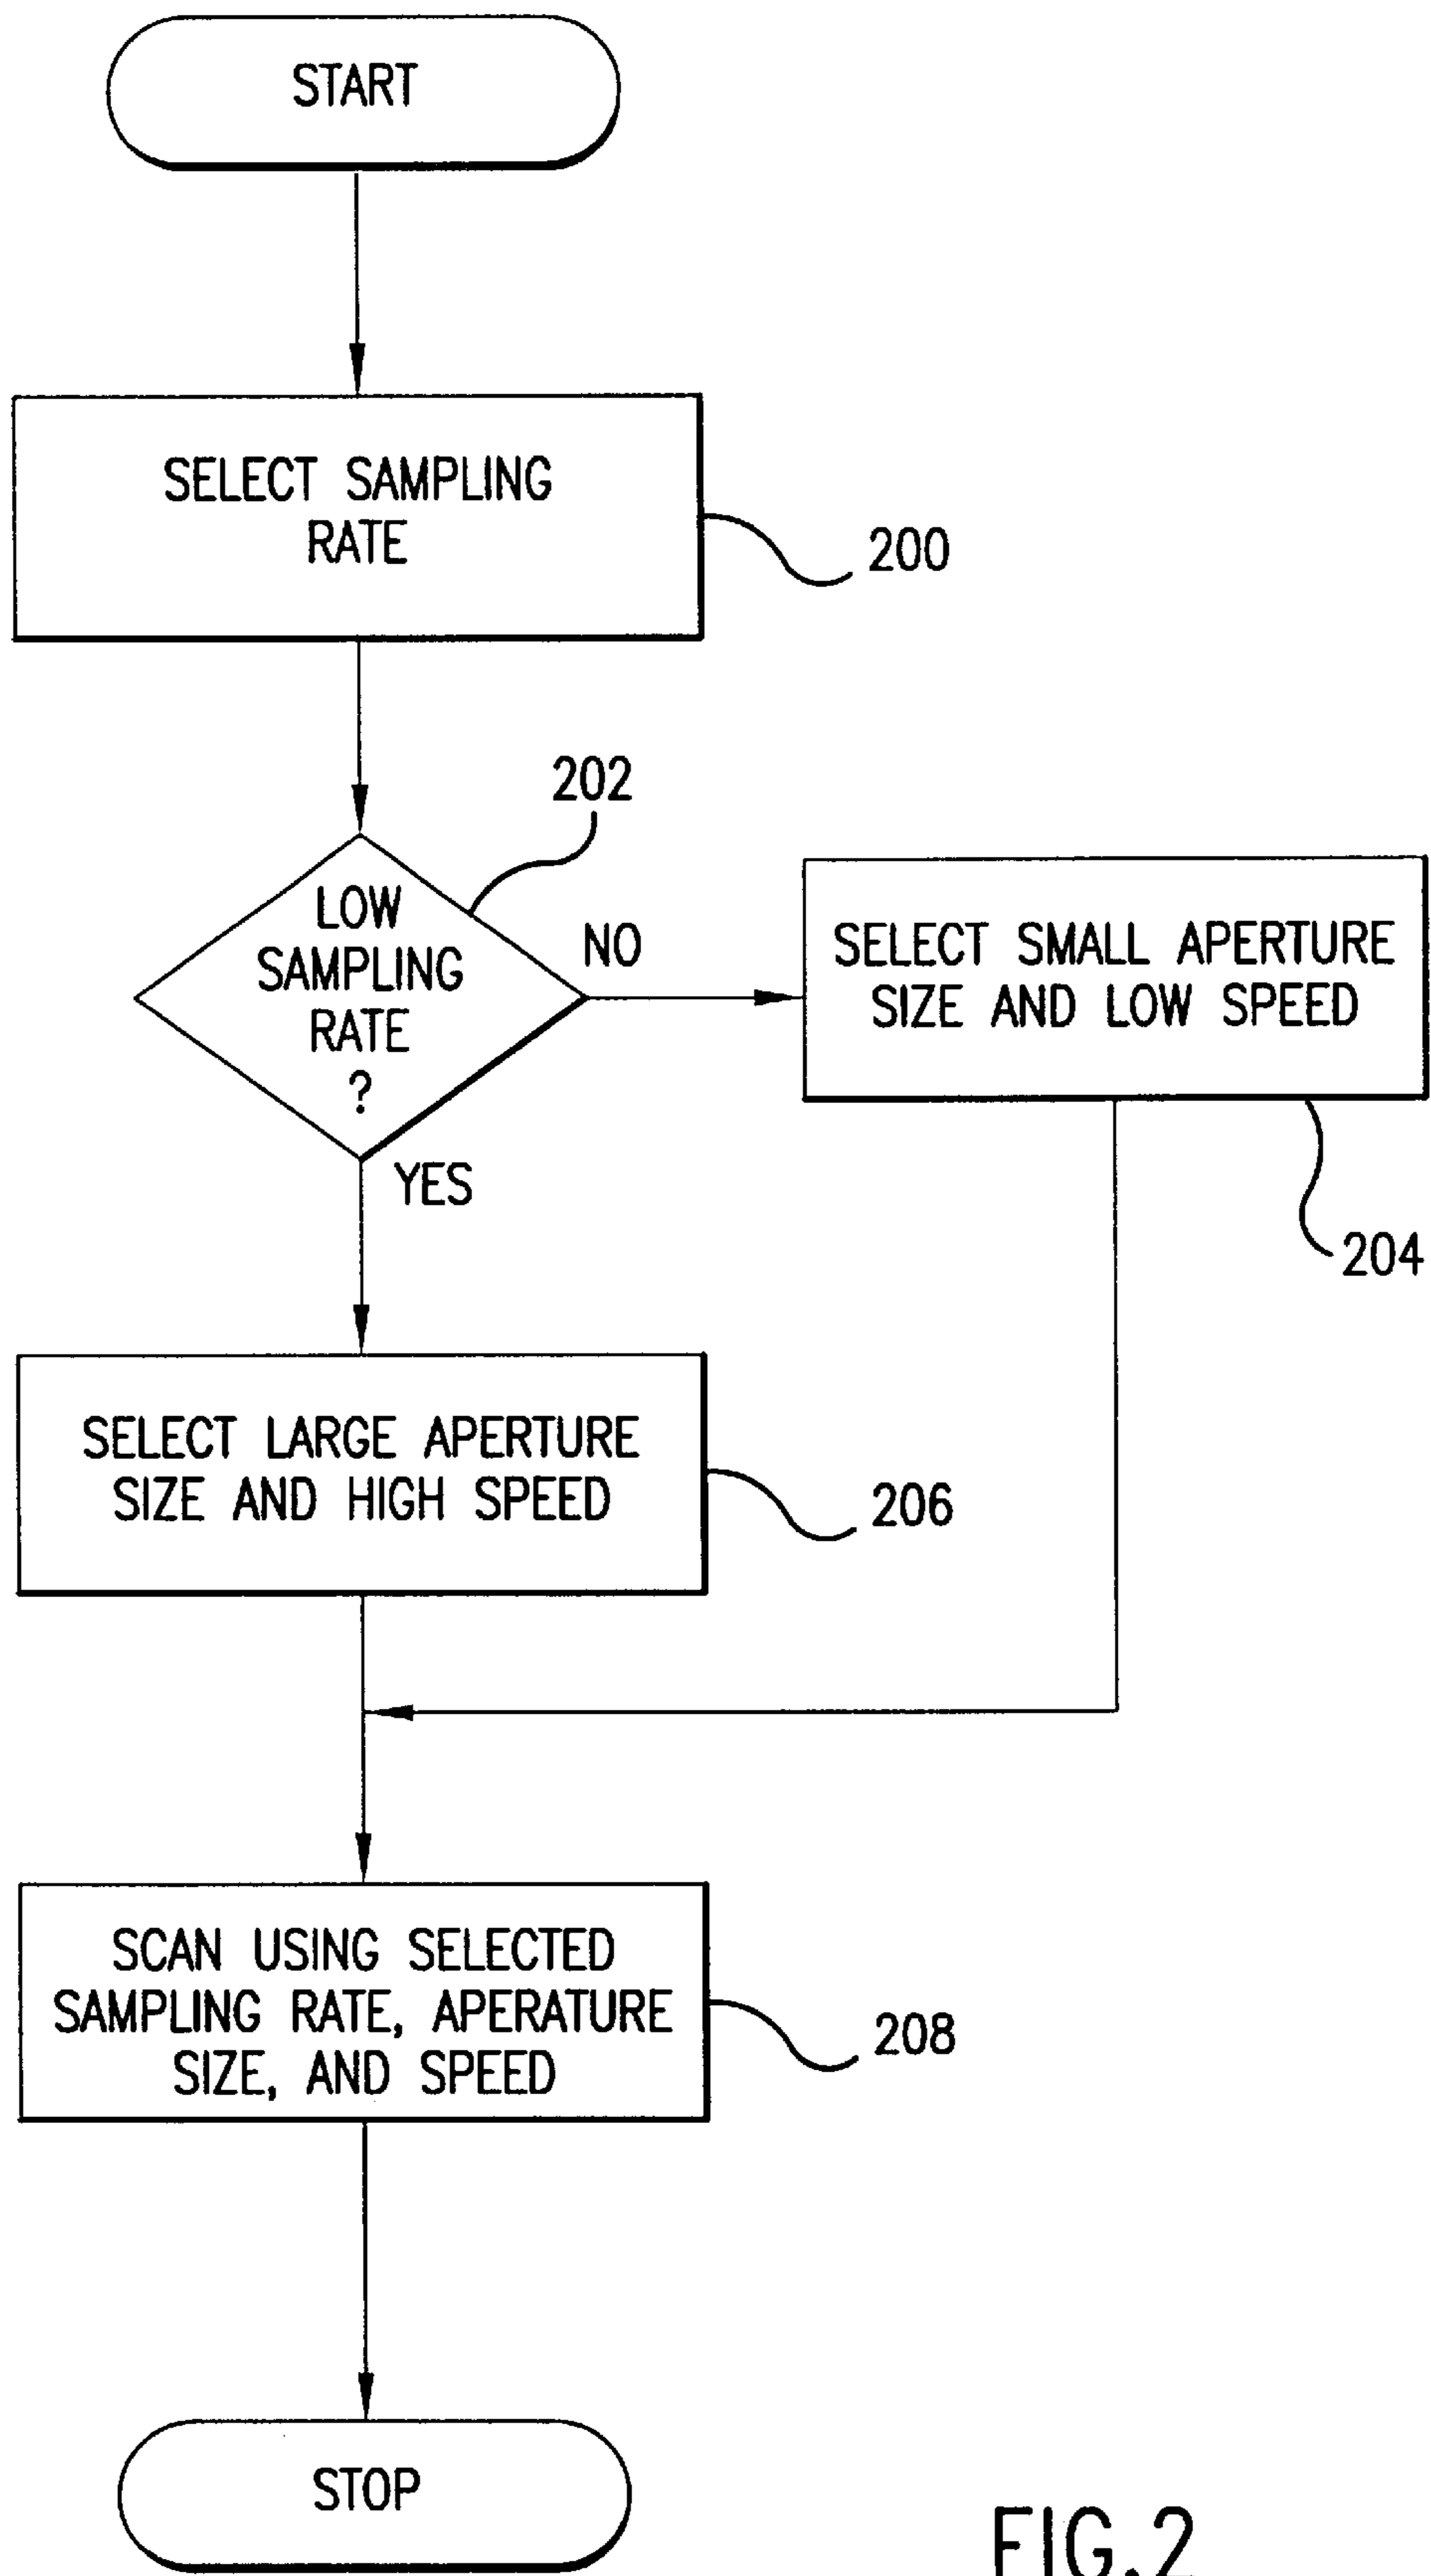 START
SELECT SAMPLING
RATE
200
202
LOW
SAMPLING
RATE
?
NO
YES
SELECT SMALL APERTURE
SIZE AND LOW SPEED
204
SELECT LARGE APERTURE
SIZE AND HIGH SPEED
206
SCAN USING SELECTED
SAMPLING RATE, APERATURE
SIZE, AND SPEED
208
STOP
FIG.2